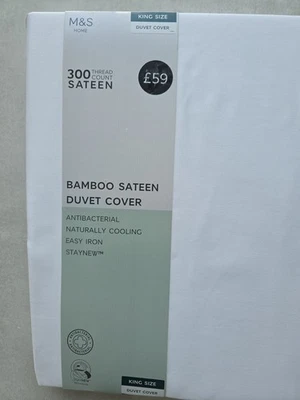 M&S
HOME
KING SIZE
DUVET COVER
300 THREAD COUNT
SATEEN
£59
BAMBOO SATEEN
DUVET COVER
ANTIBACTERIAL
NATURALLY COOLING
EASY IRON
STAYNEW™
KING SIZE
DUVET COVER